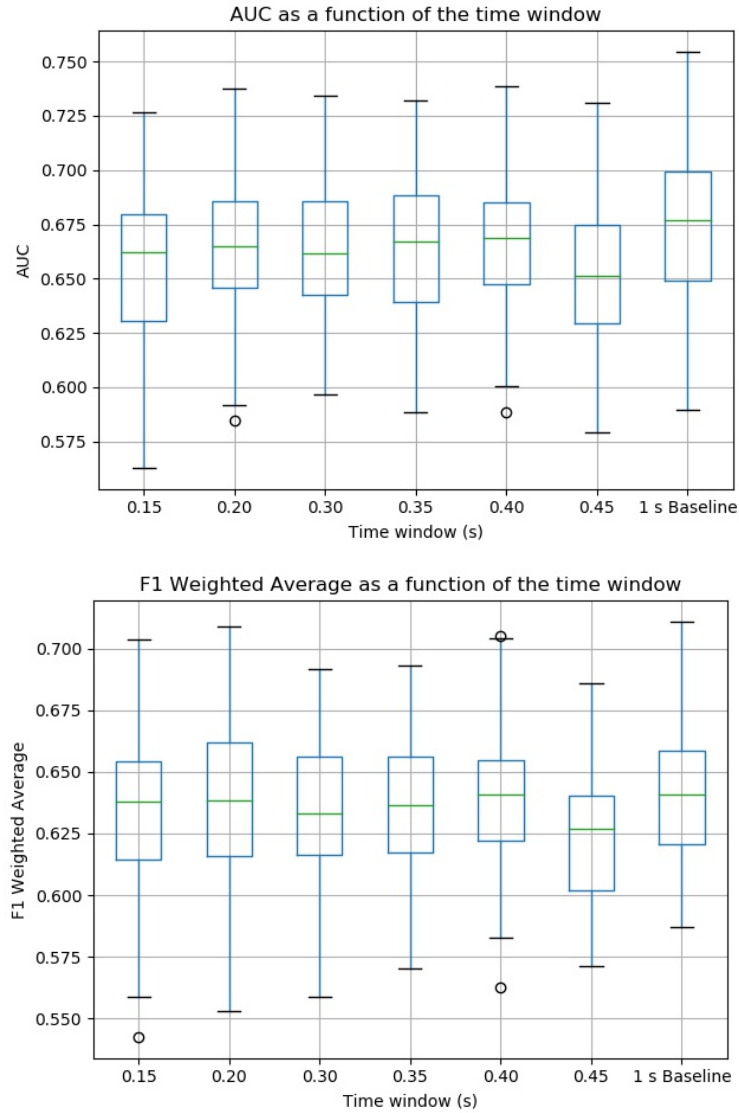 AUC as a function of the time window
0.750
0.725
0.700
0.675
0.650
0.625
0.600
0.575
AUC
0.15 0.20 0.30 0.35 0.40 0.45 1 s Baseline
Time window (s)
F1 Weighted Average as a function of the time window
0.700
0.675
0.650
0.625
0.600
0.575
0.550
F1 Weighted Average
0.15 0.20 0.30 0.35 0.40 0.45 1 s Baseline
Time window (s)